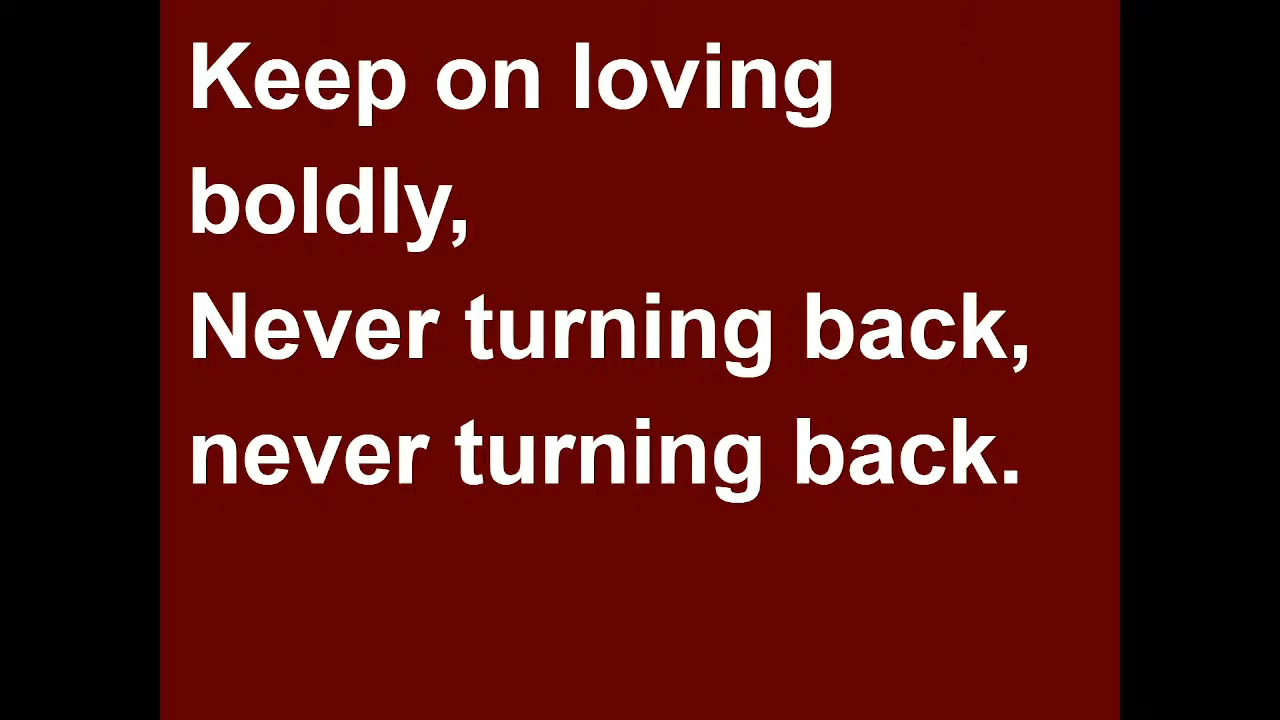 Keep on loving
boldly,
Never turning back,
never turning back.